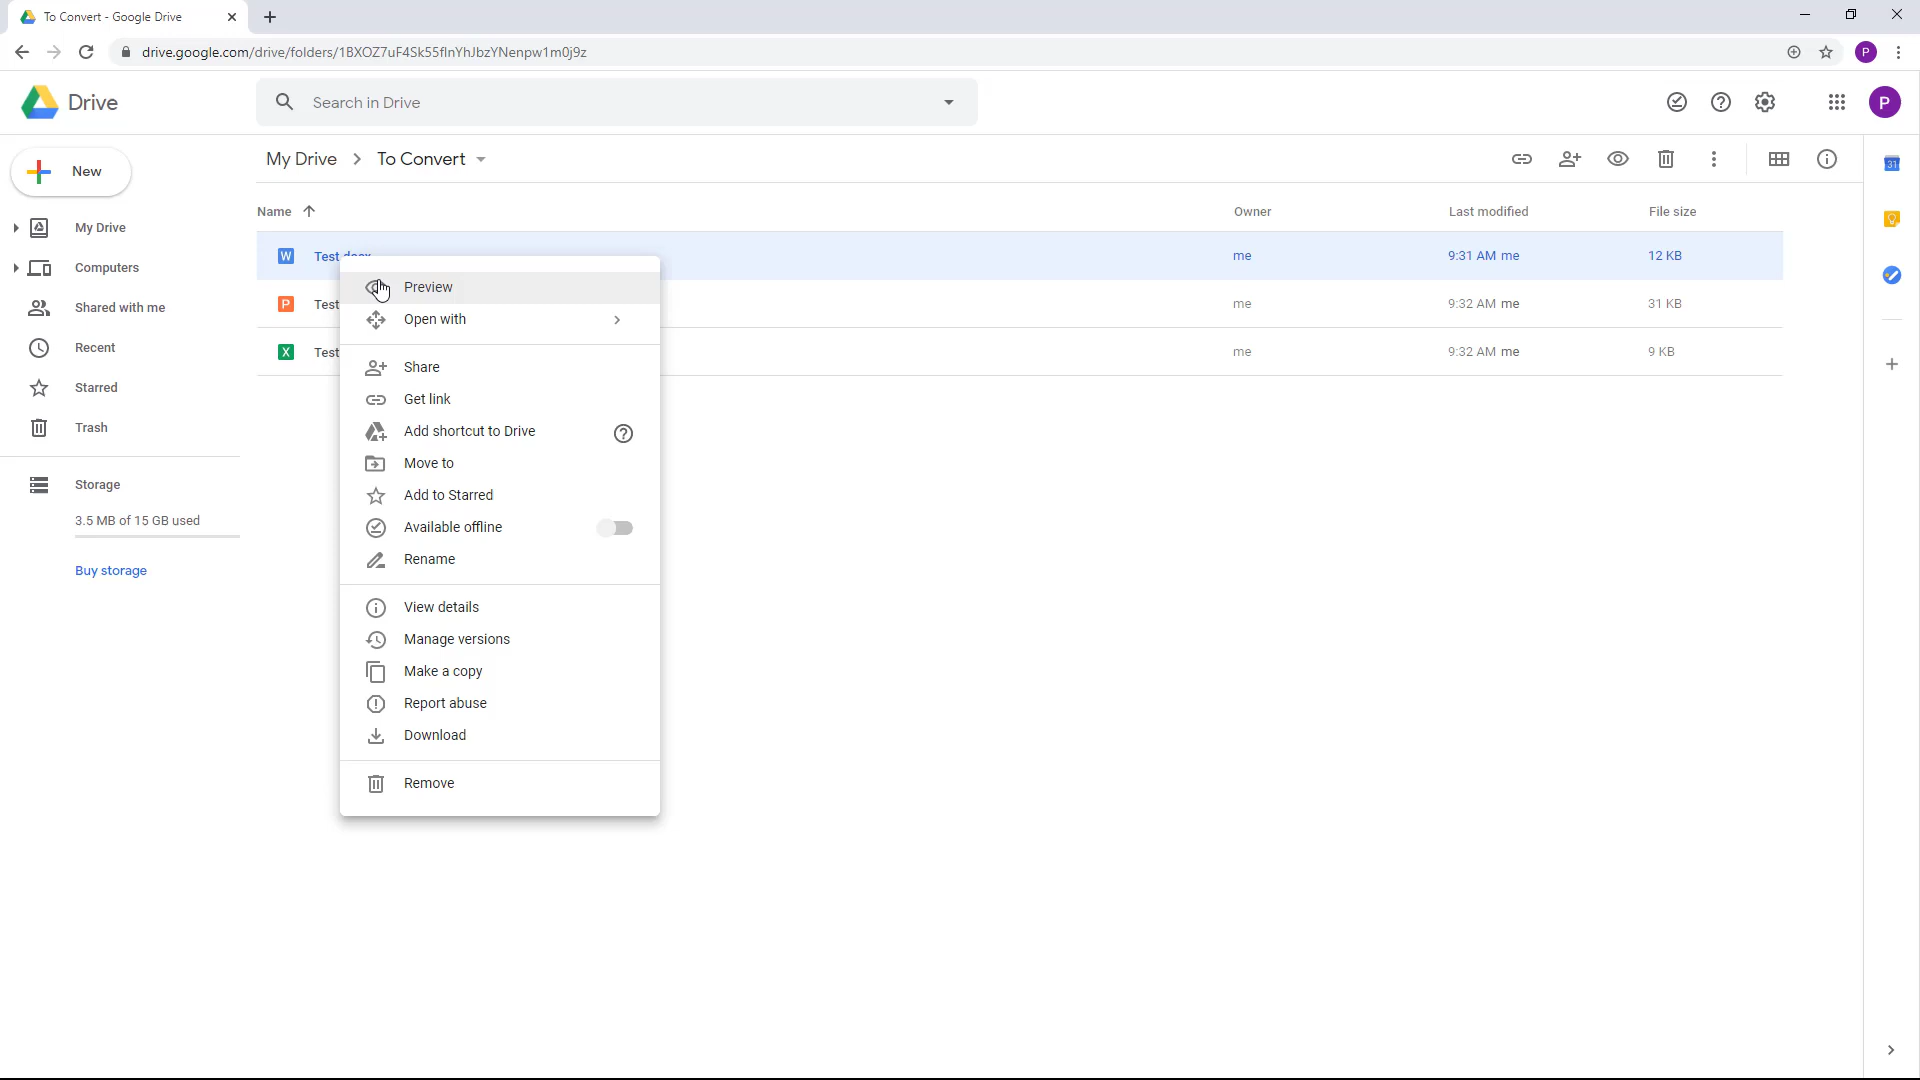 To Convert - Google Drive
drive.google.com/drive/folders/1BXOZ7uF4Sk55flnYhJbzYNenpw1m0j9z
P
Drive
Search in Drive
P
New
My Drive > To Convert
31
My Drive
Computers
Shared with me
Recent
Starred
Trash
Storage
3.5 MB of 15 GB used
Buy storage
Name
Owner
Last modified
File size
W Test.docx me 9:31 AM me 12 KB
P Test me 9:32 AM me 31 KB
X Test me 9:32 AM me 9 KB
Preview
Open with
Share
Get link
Add shortcut to Drive
Move to
Add to Starred
Available offline
Rename
View details
Manage versions
Make a copy
Report abuse
Download
Remove